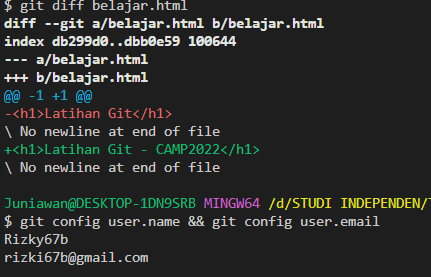 $ git diff belajar.html
diff --git a/belajar.html b/belajar.html
index db299d0..dbb0e59 100644
--- a/belajar.html
+++ b/belajar.html
@@ -1 +1 @@
-<h1>Latihan Git</h1>
\ No newline at end of file
+<h1>Latihan Git - CAMP2022</h1>
\ No newline at end of file
Juniawan@DESKTOP-1DN9SRB MINGW64 /d/STUDI INDEPENDEN/
$ git config user.name && git config user.email
Rizky67b
rizki67b@gmail.com